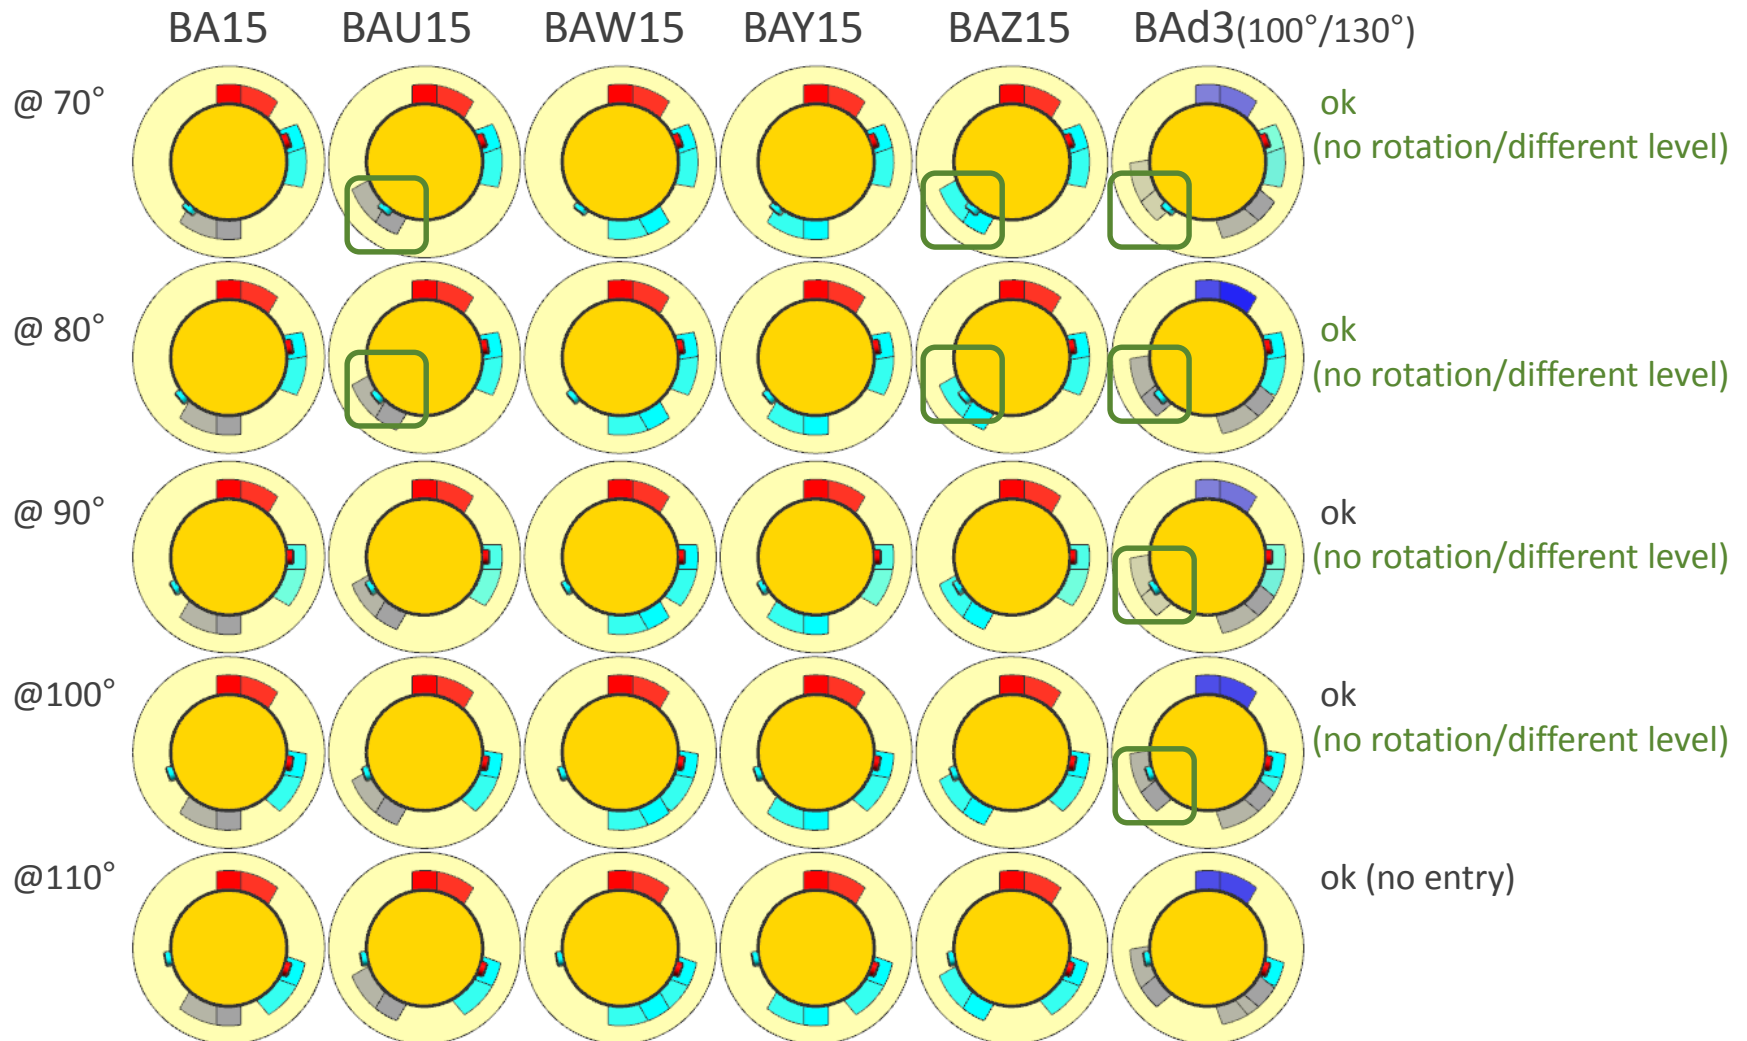 BA15 BAU15 BAW15 BAY15 BAZ15 BAd3(100°/130°)
@ 70° ok
(no rotation/different level)
@ 80° ok
(no rotation/different level)
@ 90° ok
(no rotation/different level)
@100° ok
(no rotation/different level)
@110° ok (no entry)